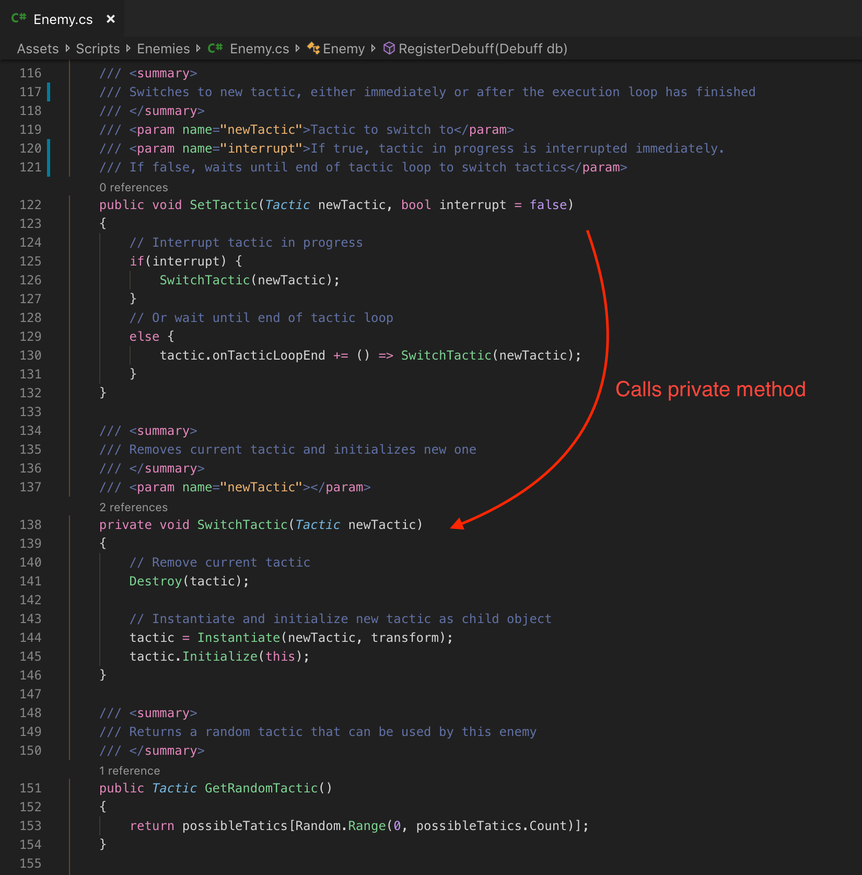 C# Enemy.cs ×
Assets Scripts Enemies C# Enemy.cs Enemy RegisterDebuff(Debuff db)
116 /// <summary>
117 /// Switches to new tactic, either immediately or after the execution loop has finished
118 /// </summary>
119 /// <param name="newTactic">Tactic to switch to</param>
120 /// <param name="interrupt">If true, tactic in progress is interrupted immediately.
121 /// If false, waits until end of tactic loop to switch tactics</param>
0 references
122 public void SetTactic(Tactic newTactic, bool interrupt = false)
123 {
124 // Interrupt tactic in progress
125 if(interrupt) {
126 SwitchTactic(newTactic);
127 }
128 // Or wait until end of tactic loop
129 else {
130 tactic.onTacticLoopEnd += () => SwitchTactic(newTactic);
131 }
132 }
Calls private method
133
134 /// <summary>
135 /// Removes current tactic and initializes new one
136 /// </summary>
137 /// <param name="newTactic"></param>
2 references
138 private void SwitchTactic(Tactic newTactic)
139 {
140 // Remove current tactic
141 Destroy(tactic);
142
143 // Instantiate and initialize new tactic as child object
144 tactic = Instantiate(newTactic, transform);
145 tactic.Initialize(this);
146 }
147
148 /// <summary>
149 /// Returns a random tactic that can be used by this enemy
150 /// </summary>
1 reference
151 public Tactic GetRandomTactic()
152 {
153 return possibleTatics[Random.Range(0, possibleTatics.Count)];
154 }
155